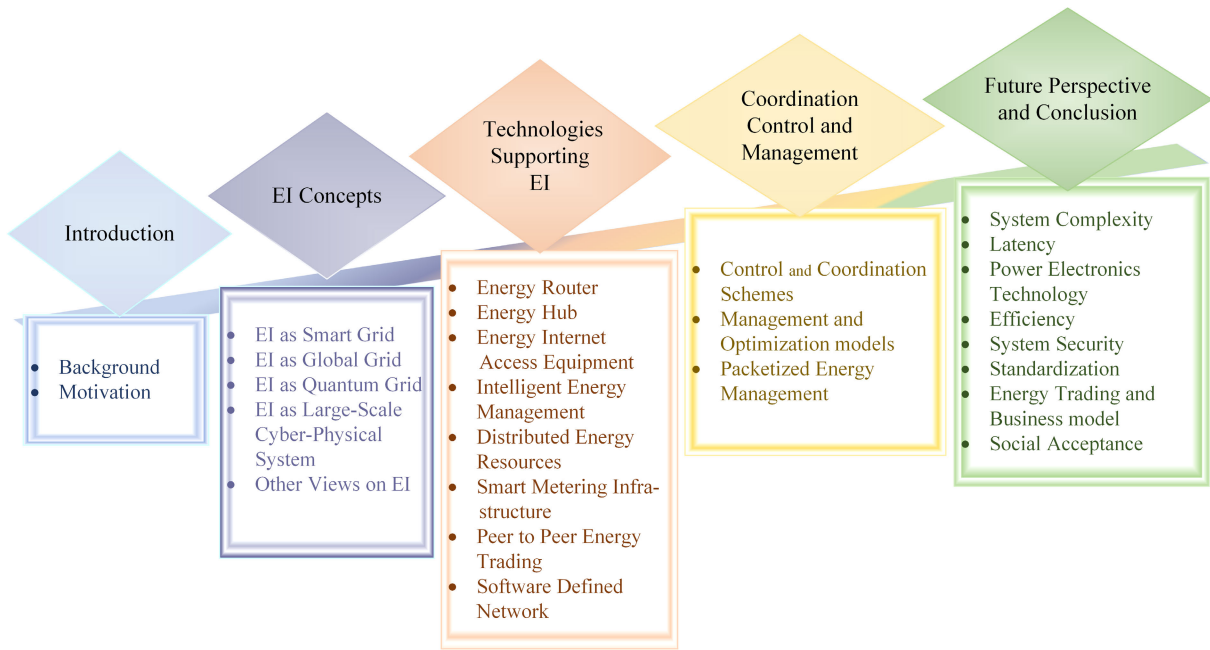 Introduction
• Background
• Motivation
EI Concepts
• EI as Smart Grid
• EI as Global Grid
• EI as Quantum Grid
• EI as Large-Scale
Cyber-Physical
System
• Other Views on EI
Technologies
Supporting
EI
• Energy Router
• Energy Hub
• Energy Internet
Access Equipment
• Intelligent Energy
Management
• Distributed Energy
Resources
• Smart Metering Infra-
structure
• Peer to Peer Energy
Trading
• Software Defined
Network
Coordination
Control and
Management
• Control and Coordination
Schemes
• Management and
Optimization models
• Packetized Energy
Management
Future Perspective
and Conclusion
• System Complexity
• Latency
• Power Electronics
Technology
• Efficiency
• System Security
• Standardization
• Energy Trading and
Business model
• Social Acceptance